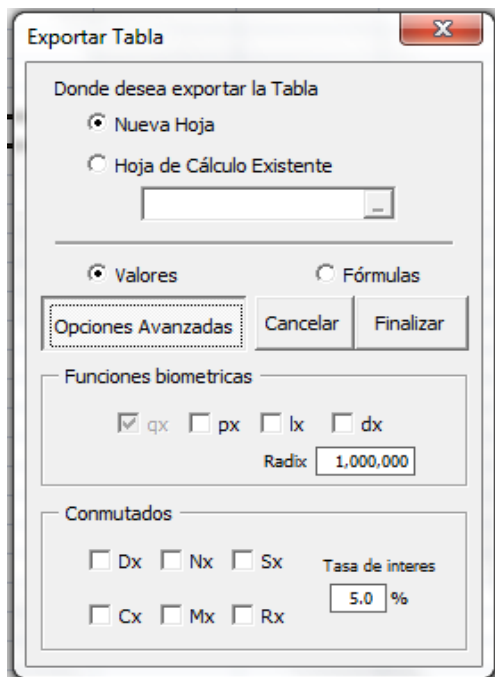 Exportar Tabla
Donde desea exportar la Tabla
Nueva Hoja
Hoja de Cálculo Existente
...
Valores Fórmulas
Opciones Avanzadas Cancelar Finalizar
Funciones biometricas
qx px lx dx
Radix 1,000,000
Conmutados
Dx Nx Sx Tasa de interes
5.0 %
Cx Mx Rx